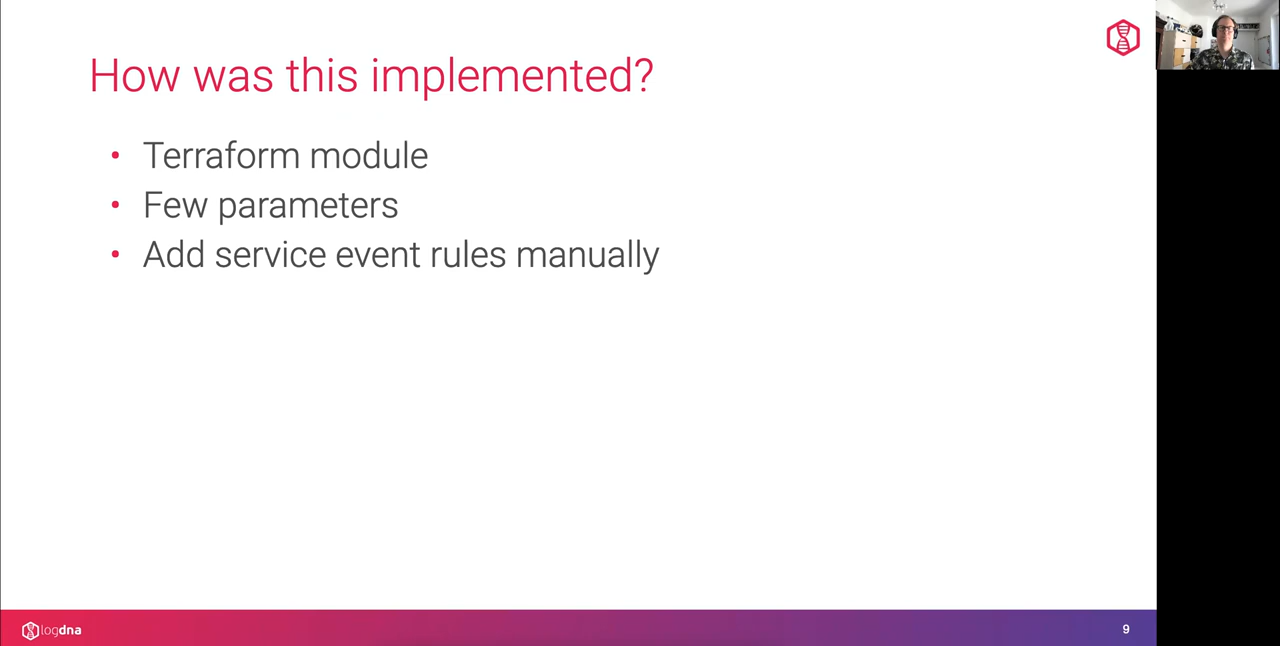 How was this implemented?
• Terraform module
• Few parameters
• Add service event rules manually
logdna
9